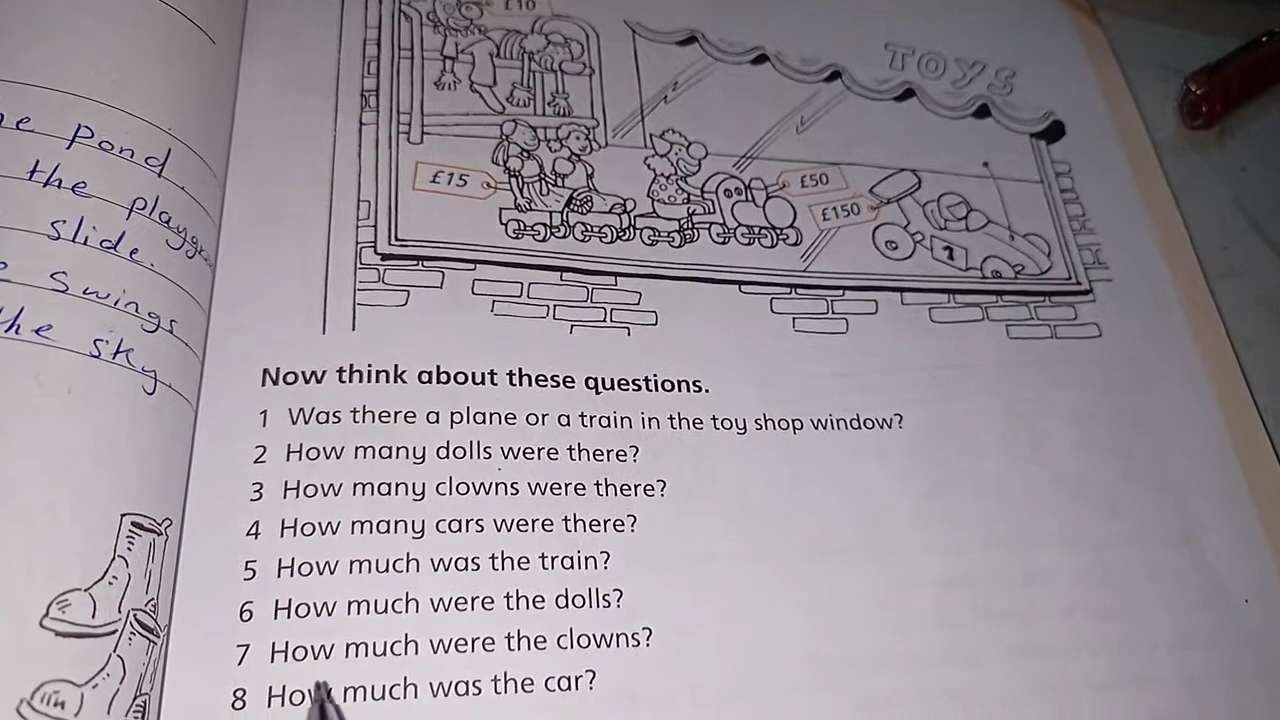 £10
TOYS
£15
£50
£150
1
pond
the
slide.
swings
the sky.
Now think about these questions.
1 Was there a plane or a train in the toy shop window?
2 How many dolls were there?
3 How many clowns were there?
4 How many cars were there?
5 How much was the train?
6 How much were the dolls?
7 How much were the clowns?
8 How much was the car?